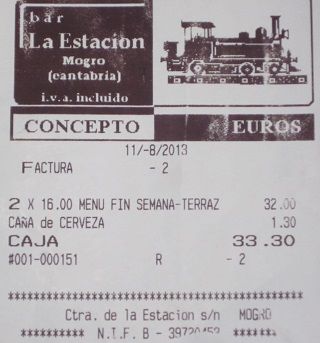 bar
La Estacion
Mogro
(cantabria)
i.v.a. incluido
CONCEPTO EUROS
11/-8/2013
FACTURA - 2
2 X 16.00 MENU FIN SEMANA-TERRAZ 32.00
CAÑA de CERVEZA 1.30
CAJA 33.30
#001-000151 R - 2
********************************
Ctra. de la Estacion s/n MOGRO
********** N.I.F. B - ******